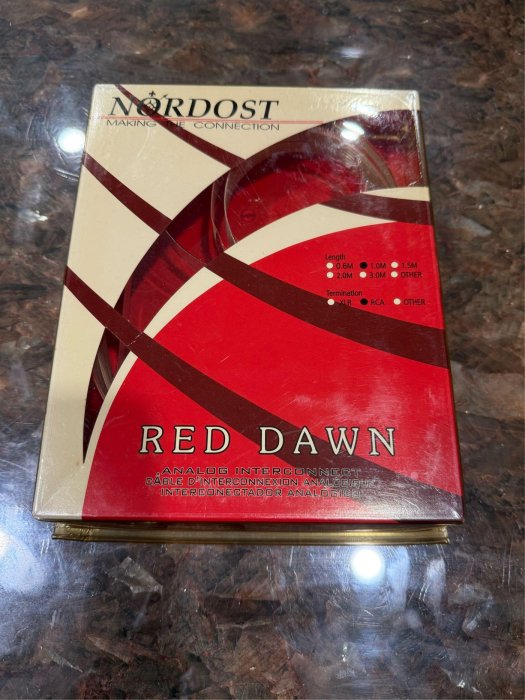 NORDOST
MAKING THE CONNECTION
Length
0.6M 1.0M 1.5M
2.0M 3.0M OTHER
Termination
XLR RCA OTHER
RED DAWN
ANALOG INTERCONNECT
CÂBLE D'INTERCONNEXION ANALOGIQUE
INTERCONECTADOR ANALOGICO